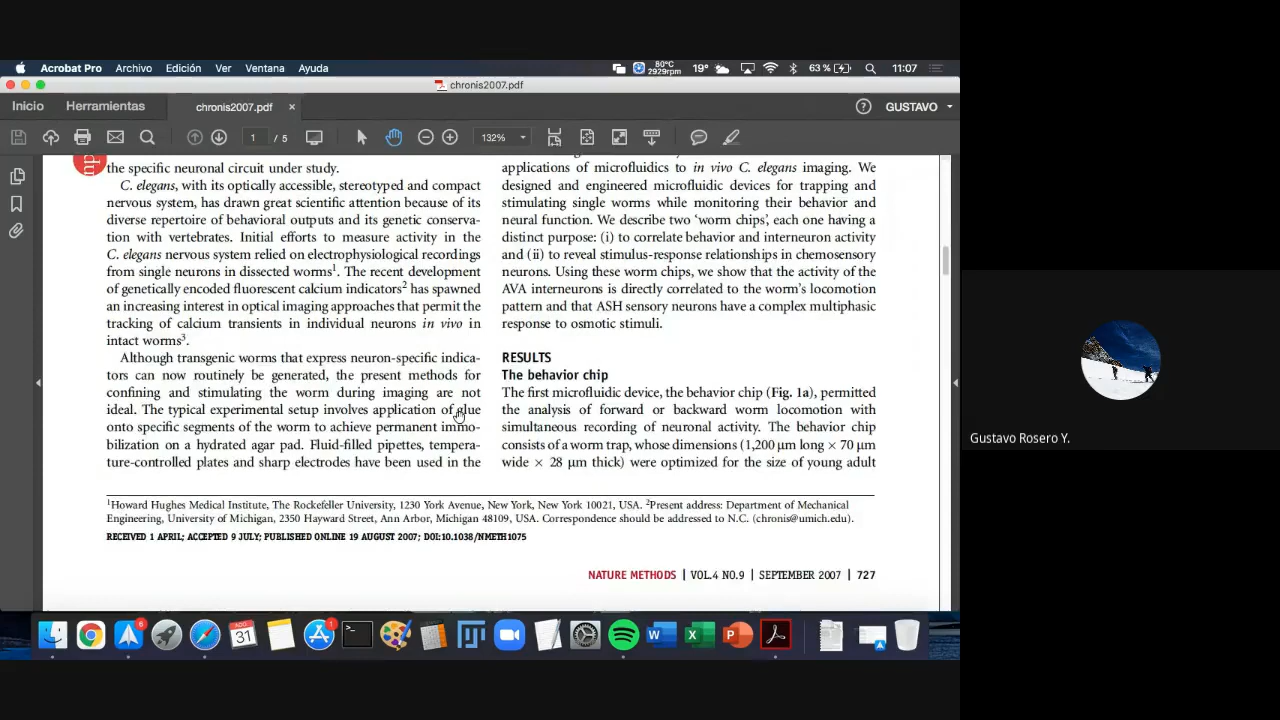 Acrobat Pro Archivo Edición Ver Ventana Ayuda 80°C 2929rpm 19° 63 % 11:07
chronis2007.pdf
Inicio Herramientas chronis2007.pdf × GUSTAVO
1 / 5 132%
the specific neuronal circuit under study.
C. elegans, with its optically accessible, stereotyped and compact
nervous system, has drawn great scientific attention because of its
diverse repertoire of behavioral outputs and its genetic conserva-
tion with vertebrates. Initial efforts to measure activity in the
C. elegans nervous system relied on electrophysiological recordings
from single neurons in dissected worms1. The recent development
of genetically encoded fluorescent calcium indicators2 has spawned
an increasing interest in optical imaging approaches that permit the
tracking of calcium transients in individual neurons in vivo in
intact worms3.
Although transgenic worms that express neuron-specific indica-
tors can now routinely be generated, the present methods for
confining and stimulating the worm during imaging are not
ideal. The typical experimental setup involves application of glue
onto specific segments of the worm to achieve permanent immo-
bilization on a hydrated agar pad. Fluid-filled pipettes, tempera-
ture-controlled plates and sharp electrodes have been used in the
applications of microfluidics to in vivo C. elegans imaging. We
designed and engineered microfluidic devices for trapping and
stimulating single worms while monitoring their behavior and
neural function. We describe two ‘worm chips’, each one having a
distinct purpose: (i) to correlate behavior and interneuron activity
and (ii) to reveal stimulus-response relationships in chemosensory
neurons. Using these worm chips, we show that the activity of the
AVA interneurons is directly correlated to the worm's locomotion
pattern and that ASH sensory neurons have a complex multiphasic
response to osmotic stimuli.
RESULTS
The behavior chip
The first microfluidic device, the behavior chip (Fig. 1a), permitted
the analysis of forward or backward worm locomotion with
simultaneous recording of neuronal activity. The behavior chip
consists of a worm trap, whose dimensions (1,200 μm long × 70 μm
wide × 28 μm thick) were optimized for the size of young adult
1Howard Hughes Medical Institute, The Rockefeller University, 1230 York Avenue, New York, New York 10021, USA. 2Present address: Department of Mechanical
Engineering, University of Michigan, 2350 Hayward Street, Ann Arbor, Michigan 48109, USA. Correspondence should be addressed to N.C. (chronis@umich.edu).
RECEIVED 1 APRIL; ACCEPTED 9 JULY; PUBLISHED ONLINE 19 AUGUST 2007; DOI:10.1038/NMETH1075
NATURE METHODS | VOL.4 NO.9 | SEPTEMBER 2007 | 727
Gustavo Rosero Y.
6
31
1
W X P